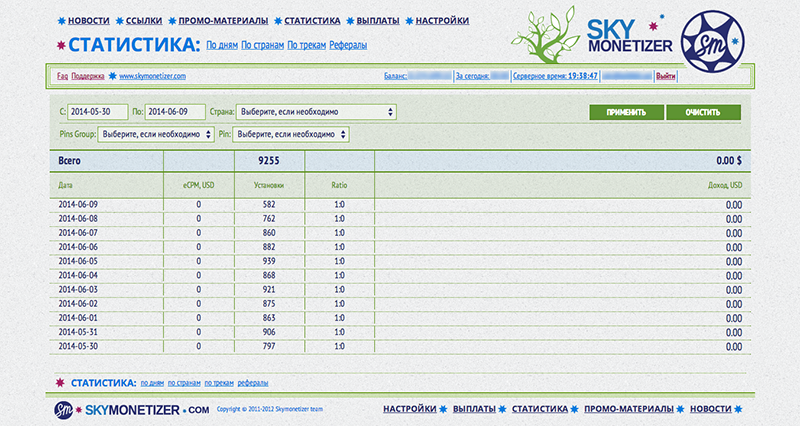 НОВОСТИ ССЫЛКИ ПРОМО-МАТЕРИАЛЫ СТАТИСТИКА ВЫПЛАТЫ НАСТРОЙКИ
СТАТИСТИКА: По дням По странам По трекам Рефералы
SKY MONETIZER
Sm
Faq Поддержка www.skymonetizer.com Баланс: За сегодня: Серверное время: 19:38:47 Выйти
С: 2014-05-30 По: 2014-06-09 Страна: Выберите, если необходимо ПРИМЕНИТЬ ОЧИСТИТЬ
Pins Group: Выберите, если необходимо Pin: Выберите, если необходимо
Всего 9255 0.00 $
Дата eCPM, USD Установки Ratio Доход, USD
2014-06-09 0 582 1:0 0.00
2014-06-08 0 762 1:0 0.00
2014-06-07 0 860 1:0 0.00
2014-06-06 0 882 1:0 0.00
2014-06-05 0 939 1:0 0.00
2014-06-04 0 868 1:0 0.00
2014-06-03 0 921 1:0 0.00
2014-06-02 0 875 1:0 0.00
2014-06-01 0 863 1:0 0.00
2014-05-31 0 906 1:0 0.00
2014-05-30 0 797 1:0 0.00
СТАТИСТИКА: по дням по странам по трекам рефералы
Sm SKYMONETIZER.COM Copyright © 2011-2012 Skymonetizer team НАСТРОЙКИ ВЫПЛАТЫ СТАТИСТИКА ПРОМО-МАТЕРИАЛЫ НОВОСТИ